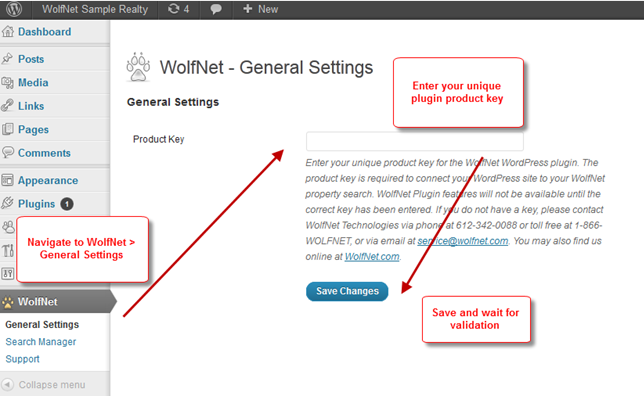 WolfNet Sample Realty 4 + New
Dashboard
Posts
Media
Links
Pages
Comments
Appearance
Plugins 1
Navigate to WolfNet >
General Settings
WolfNet
General Settings
Search Manager
Support
Collapse menu
WolfNet - General Settings
General Settings
Product Key
Enter your unique
plugin product key
Enter your unique product key for the WolfNet WordPress plugin. The
product key is required to connect your WordPress site to your WolfNet
property search. WolfNet Plugin features will not be available until the
correct key has been entered. If you do not have a key, please contact
WolfNet Technologies via phone at 612-342-0088 or toll free at 1-866-
WOLFNET, or via email at service@wolfnet.com. You may also find us
online at WolfNet.com.
Save Changes
Save and wait for
validation